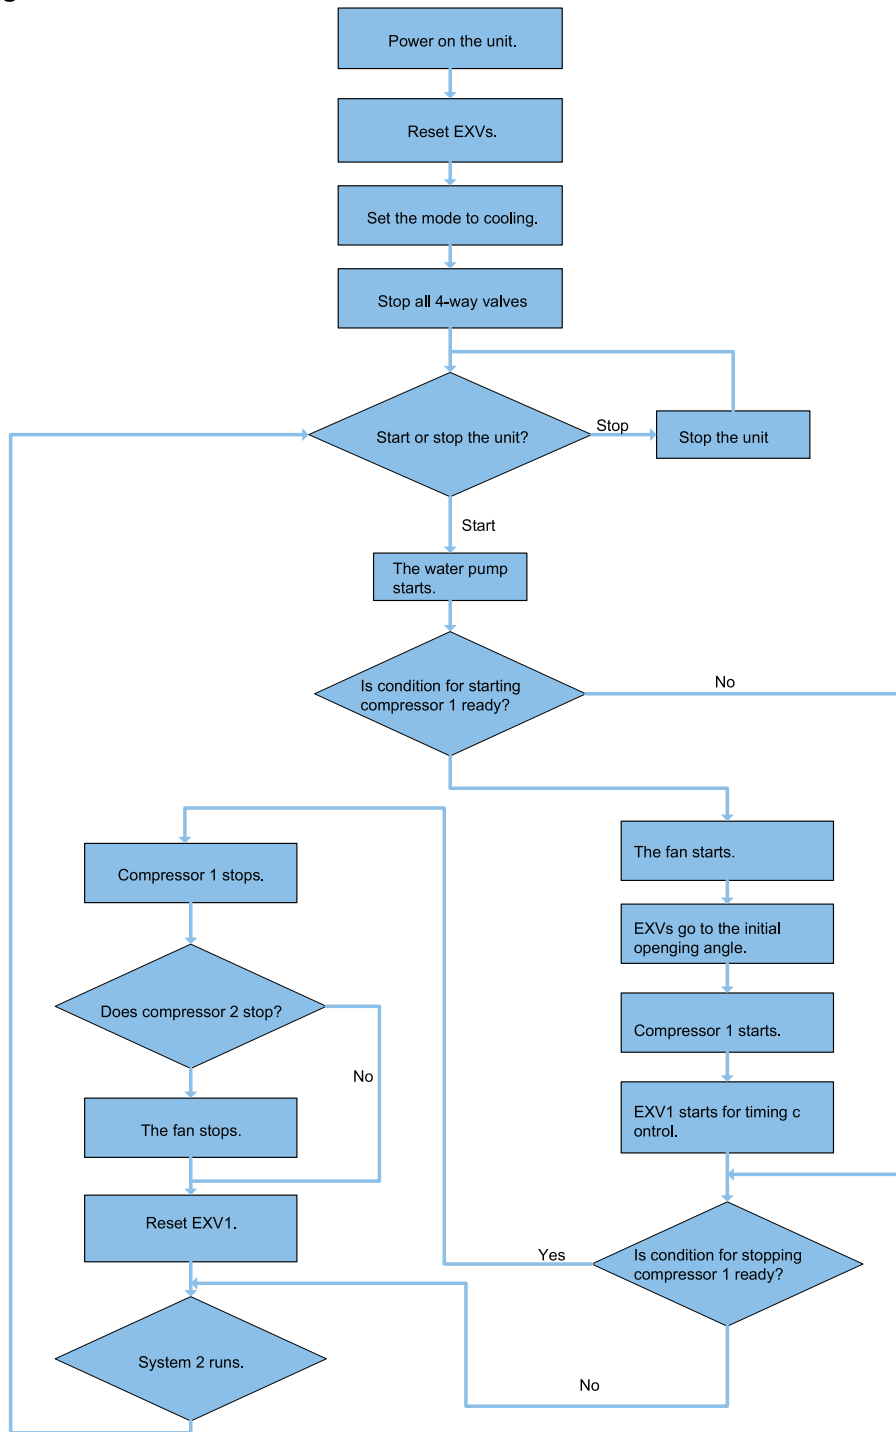 Power on the unit.
Reset EXVs.
Set the mode to cooling.
Stop all 4-way valves
Start or stop the unit?
Stop
Stop the unit
Start
The water pump
starts.
Is condition for starting
compressor 1 ready?
No
The fan starts.
Compressor 1 stops.
EXVs go to the initial
openging angle.
Does compressor 2 stop?
Compressor 1 starts.
No
EXV1 starts for timing c
ontrol.
The fan stops.
Reset EXV1.
Yes
Is condition for stopping
compressor 1 ready?
System 2 runs.
No